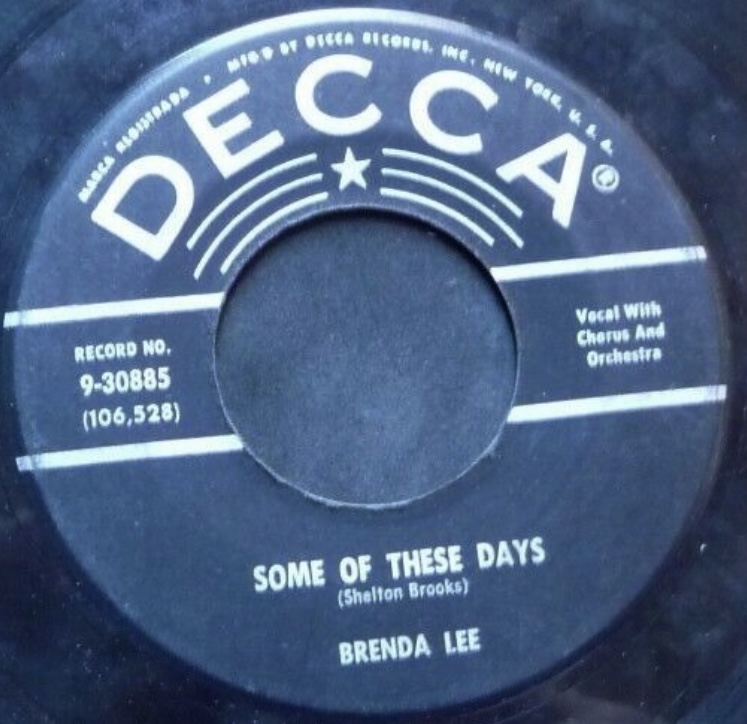 MARCA REGISTRADA • MFG'D BY DECCA RECORDS, INC., NEW YORK, U. S. A.
DECCA®
RECORD NO.
9-30885
(106,528)
Vocal With
Chorus And
Orchestra
SOME OF THESE DAYS
(Shelton Brooks)
BRENDA LEE